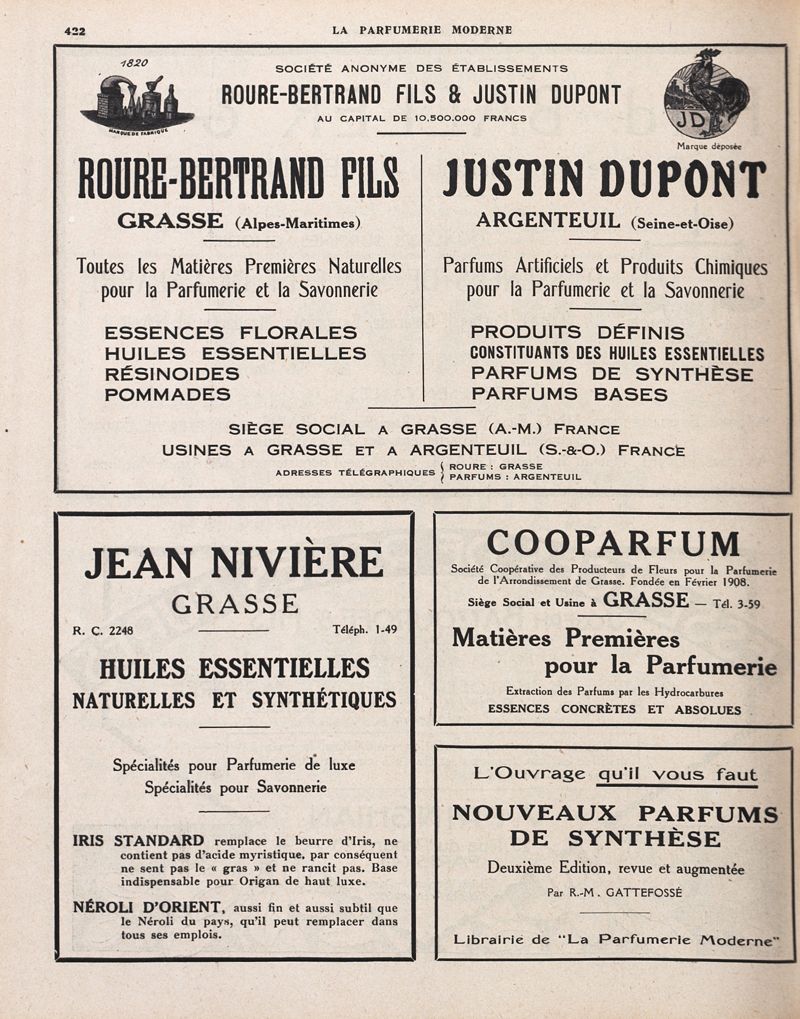 422
LA PARFUMERIE MODERNE
1820
MARQUE DE FABRIQUE
SOCIÉTÉ ANONYME DES ÉTABLISSEMENTS
ROURE-BERTRAND FILS & JUSTIN DUPONT
AU CAPITAL DE 10,500.000 FRANCS
JD
Marque déposée
ROURE-BERTRAND FILS
GRASSE (Alpes-Maritimes)
Toutes les Matières Premières Naturelles
pour la Parfumerie et la Savonnerie
ESSENCES FLORALES
HUILES ESSENTIELLES
RÉSINOIDES
POMMADES
JUSTIN DUPONT
ARGENTEUIL (Seine-et-Oise)
Parfums Artificiels et Produits Chimiques
pour la Parfumerie et la Savonnerie
PRODUITS DÉFINIS
CONSTITUANTS DES HUILES ESSENTIELLES
PARFUMS DE SYNTHÈSE
PARFUMS BASES
SIÈGE SOCIAL A GRASSE (A.-M.) FRANCE
USINES A GRASSE ET A ARGENTEUIL (S.-&-O.) FRANCE
ADRESSES TÉLÉGRAPHIQUES { ROURE : GRASSE
PARFUMS : ARGENTEUIL
JEAN NIVIÈRE
GRASSE
R. C. 2248 Téléph. 1-49
HUILES ESSENTIELLES
NATURELLES ET SYNTHÉTIQUES
Spécialités pour Parfumerie de luxe
Spécialités pour Savonnerie
IRIS STANDARD remplace le beurre d'Iris, ne
contient pas d'acide myristique, par conséquent
ne sent pas le « gras » et ne rancit pas. Base
indispensable pour Origan de haut luxe.
NÉROLI D'ORIENT, aussi fin et aussi subtil que
le Néroli du pays, qu'il peut remplacer dans
tous ses emplois.
COOPARFUM
Société Coopérative des Producteurs de Fleurs pour la Parfumerie
de l'Arrondissement de Grasse. Fondée en Février 1908.
Siège Social et Usine à GRASSE — Tél. 3-59
Matières Premières
pour la Parfumerie
Extraction des Parfums par les Hydrocarbures
ESSENCES CONCRÈTES ET ABSOLUES
L'Ouvrage qu'il vous faut
NOUVEAUX PARFUMS
DE SYNTHÈSE
Deuxième Edition, revue et augmentée
Par R.-M. GATTEFOSSÉ
Librairie de "La Parfumerie Moderne"